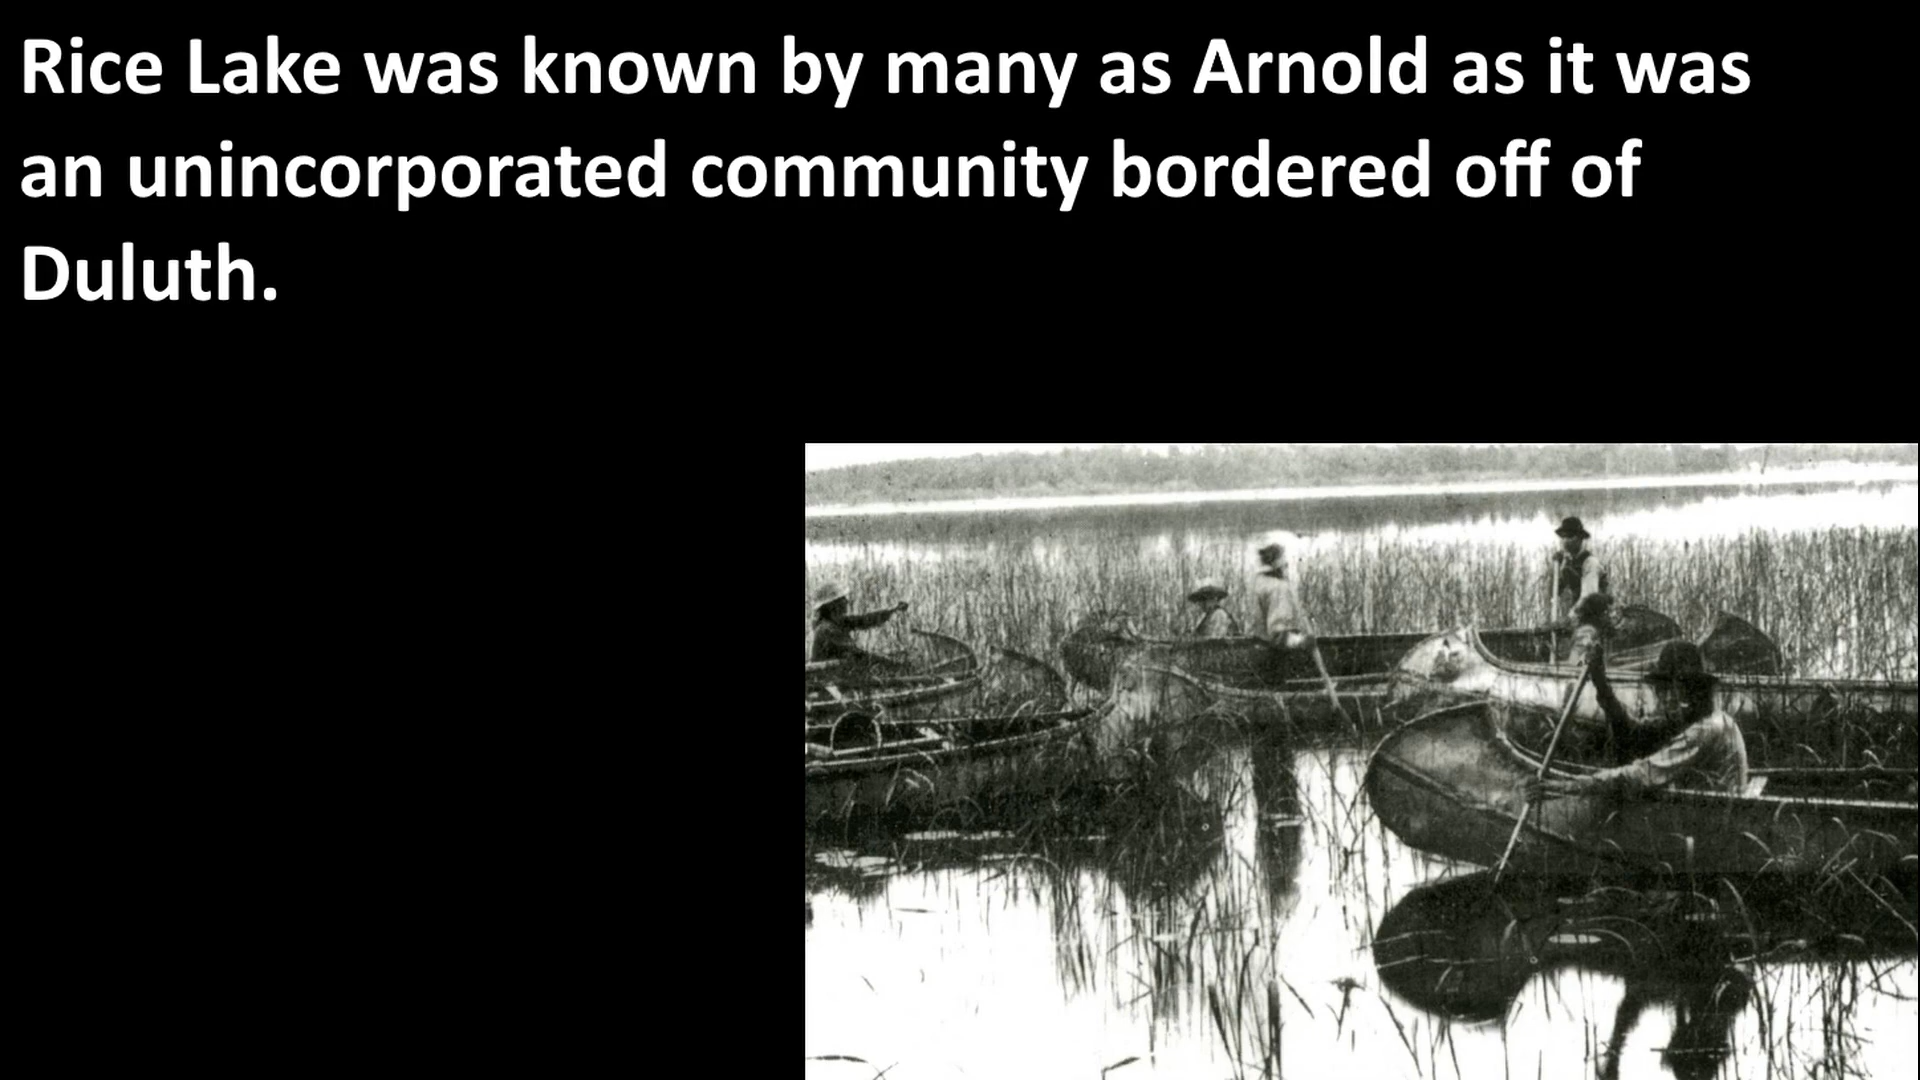 Rice Lake was known by many as Arnold as it was
an unincorporated community bordered off of
Duluth.